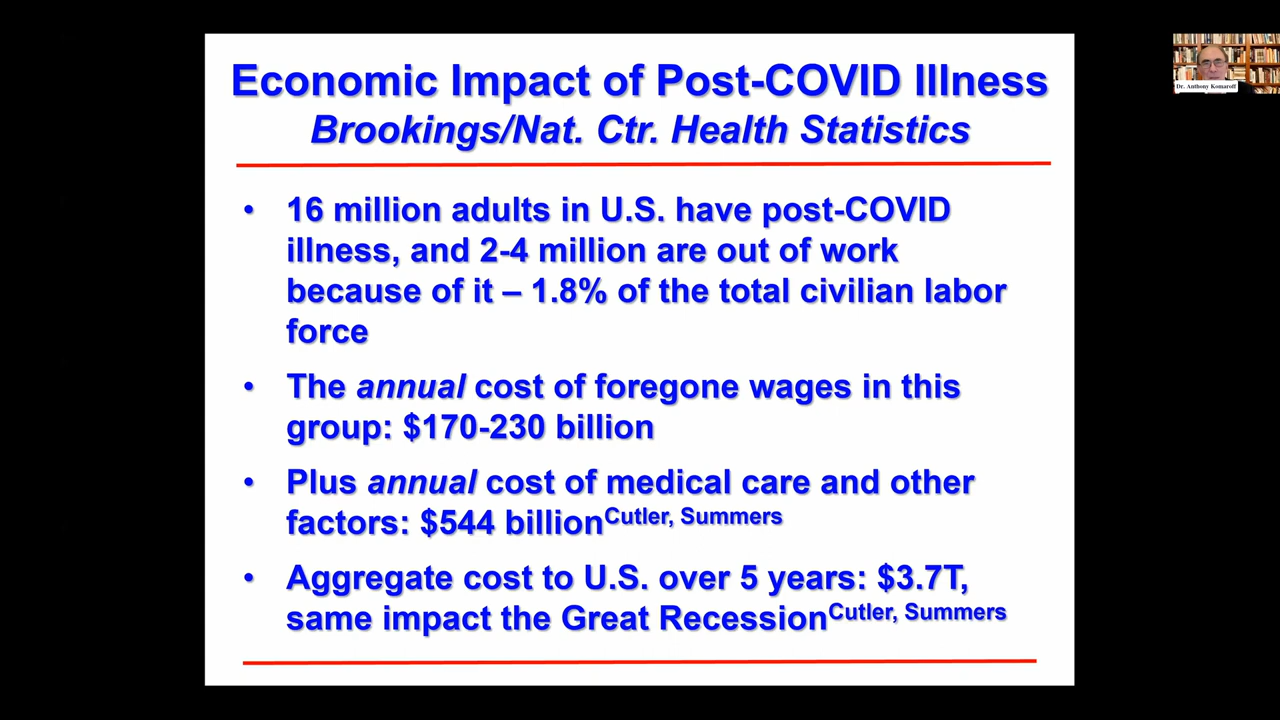 Economic Impact of Post-COVID Illness
Brookings/Nat. Ctr. Health Statistics
• 16 million adults in U.S. have post-COVID
illness, and 2-4 million are out of work
because of it – 1.8% of the total civilian labor
force
• The annual cost of foregone wages in this
group: $170-230 billion
• Plus annual cost of medical care and other
factors: $544 billionCutler, Summers
• Aggregate cost to U.S. over 5 years: $3.7T,
same impact the Great RecessionCutler, Summers
Dr. Anthony Komaroff